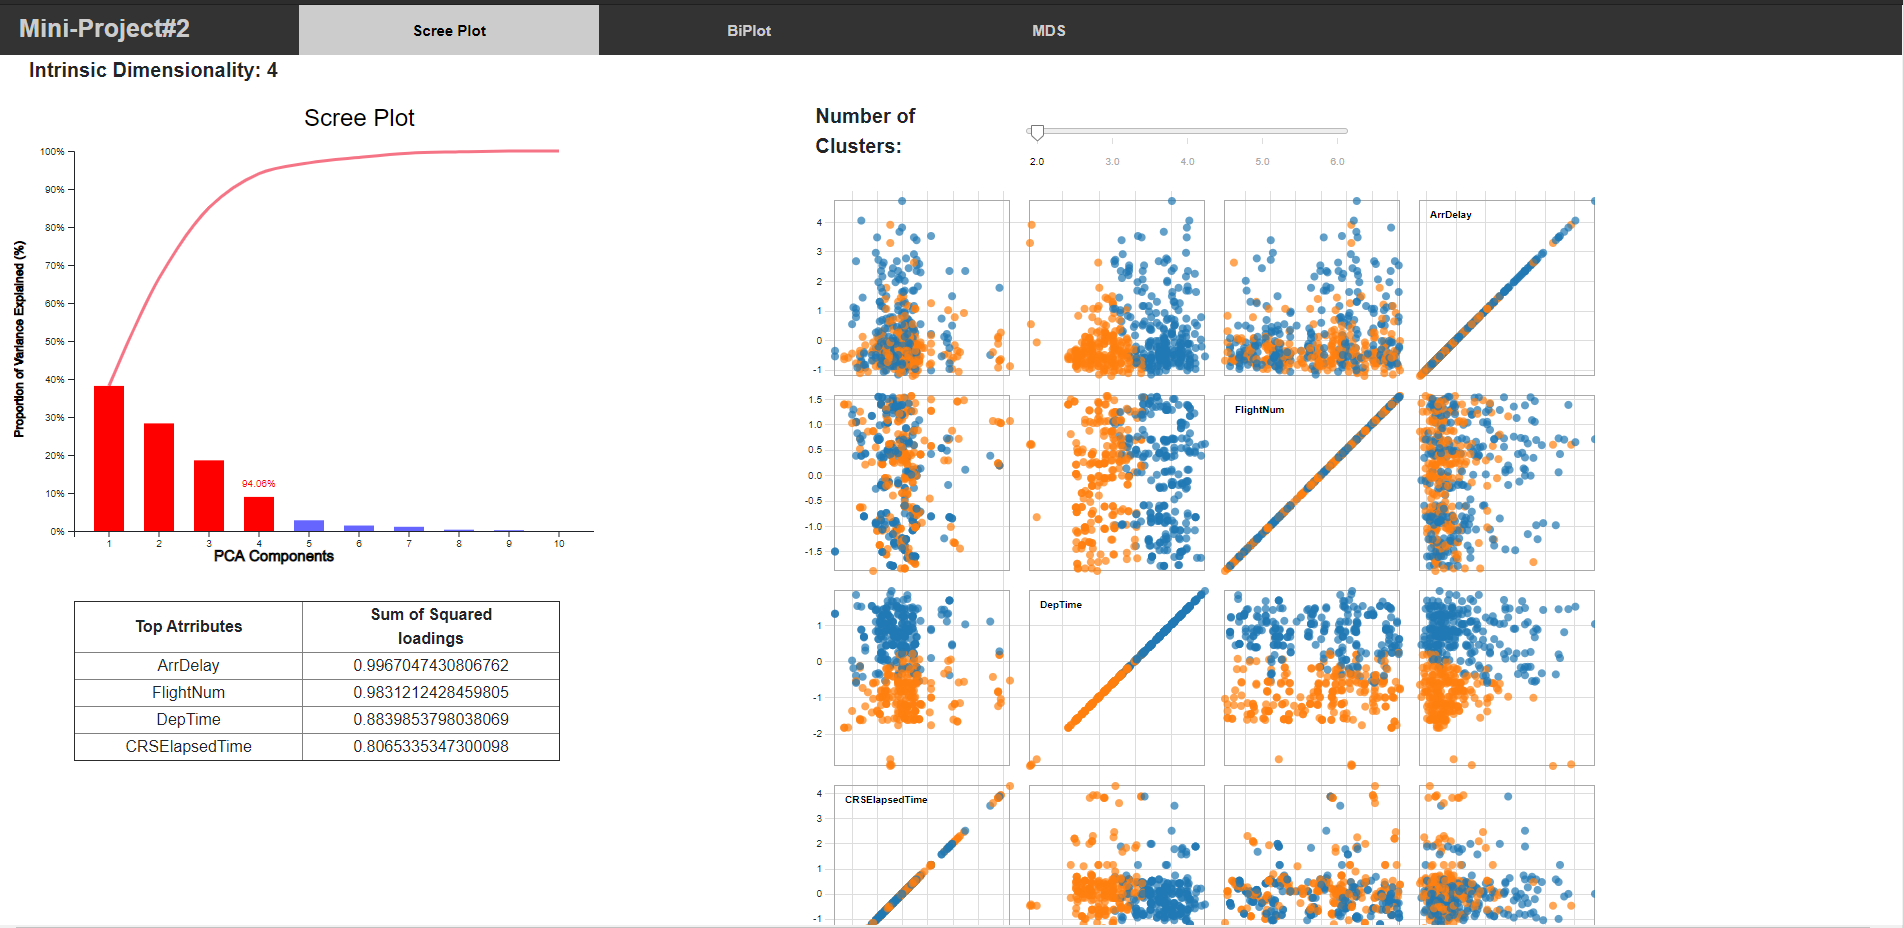 Mini-Project#2
Scree Plot
BiPlot
MDS
Intrinsic Dimensionality: 4
Scree Plot
100%
90%
80%
70%
60%
50%
40%
30%
20%
10%
0%
Proportion of Variance Explained (%)
94.06%
1 2 3 4 5 6 7 8 9 10
PCA Components
Top Atrributes Sum of Squared
loadings
ArrDelay 0.9967047430806762
FlightNum 0.9831212428459805
DepTime 0.8839853798038069
CRSElapsedTime 0.8065335347300098
Number of
Clusters:
2.0 3.0 4.0 5.0 6.0
ArrDelay
4
3
2
1
0
-1
FlightNum
1.5
1.0
0.5
0.0
-0.5
-1.0
-1.5
DepTime
1
0
-1
-2
CRSElapsedTime
4
3
2
1
0
-1